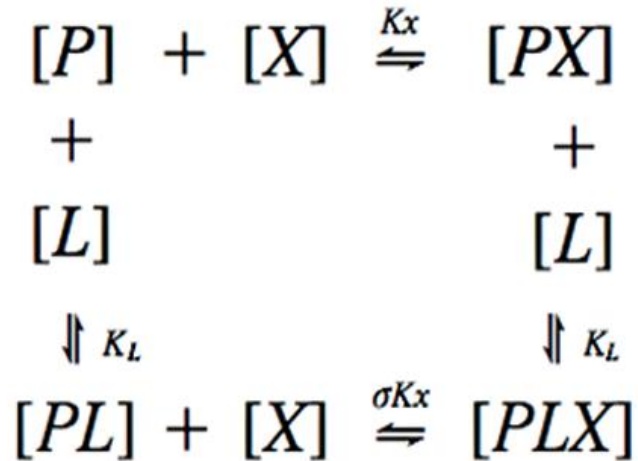 [P] + [X] ⇌ Kx [PX]
+ +
[L] [L]
⇌ K_L ⇌ K_L
[PL] + [X] ⇌ σKx [PLX]